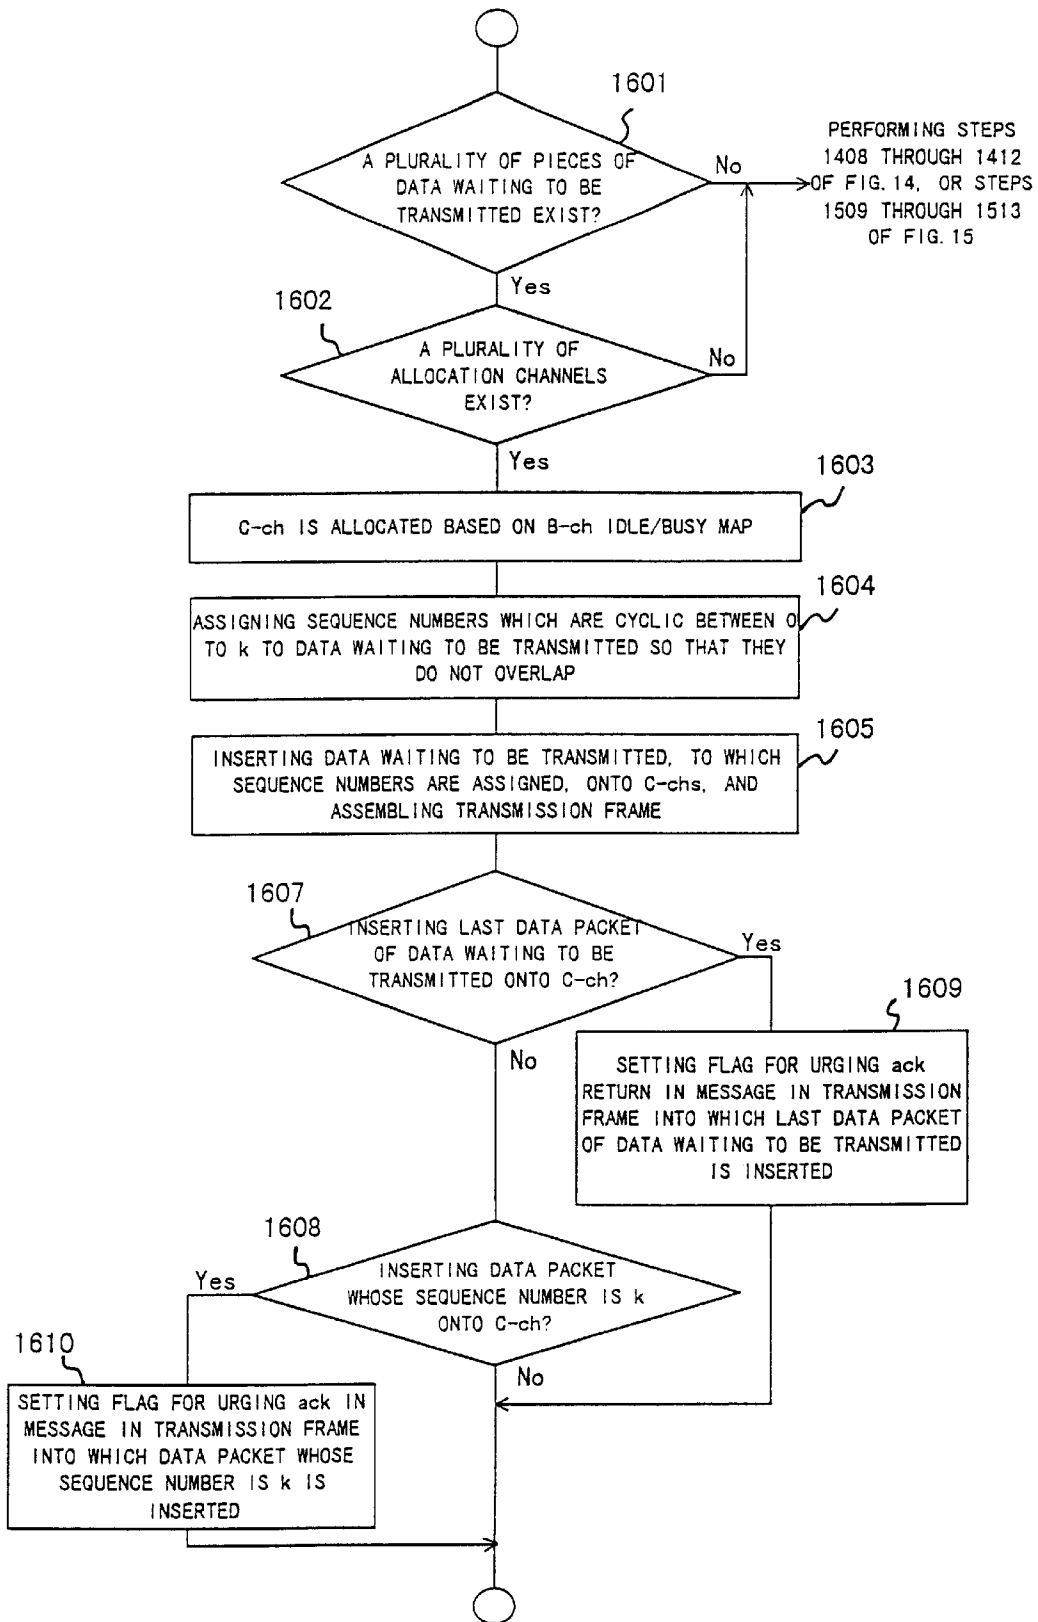 1601
A PLURALITY OF PIECES OF
DATA WAITING TO BE
TRANSMITTED EXIST?
No
PERFORMING STEPS
1408 THROUGH 1412
OF FIG. 14, OR STEPS
1509 THROUGH 1513
OF FIG. 15
Yes
1602
A PLURALITY OF
ALLOCATION CHANNELS
EXIST?
No
Yes
1603
C-ch IS ALLOCATED BASED ON B-ch IDLE/BUSY MAP
1604
ASSIGNING SEQUENCE NUMBERS WHICH ARE CYCLIC BETWEEN 0
TO k TO DATA WAITING TO BE TRANSMITTED SO THAT THEY
DO NOT OVERLAP
1605
INSERTING DATA WAITING TO BE TRANSMITTED, TO WHICH
SEQUENCE NUMBERS ARE ASSIGNED, ONTO C-chs, AND
ASSEMBLING TRANSMISSION FRAME
1607
INSERTING LAST DATA PACKET
OF DATA WAITING TO BE
TRANSMITTED ONTO C-ch?
Yes
No
1609
SETTING FLAG FOR URGING ack
RETURN IN MESSAGE IN TRANSMISSION
FRAME INTO WHICH LAST DATA PACKET
OF DATA WAITING TO BE TRANSMITTED
IS INSERTED
1608
INSERTING DATA PACKET
WHOSE SEQUENCE NUMBER IS k
ONTO C-ch?
Yes
No
1610
SETTING FLAG FOR URGING ack IN
MESSAGE IN TRANSMISSION FRAME
INTO WHICH DATA PACKET WHOSE
SEQUENCE NUMBER IS k IS
INSERTED